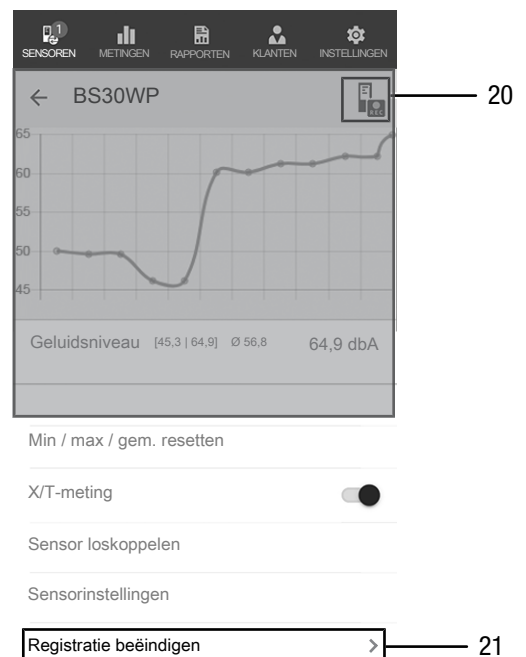 1
SENSOREN METINGEN RAPPORTEN KLANTEN INSTELLINGEN
BS30WP
REC
20
65
60
55
50
45
Geluidsniveau [45,3 | 64,9] Ø 56,8 64,9 dbA
Min / max / gem. resetten
X/T-meting
Sensor loskoppelen
Sensorinstellingen
Registratie beëindigen
21